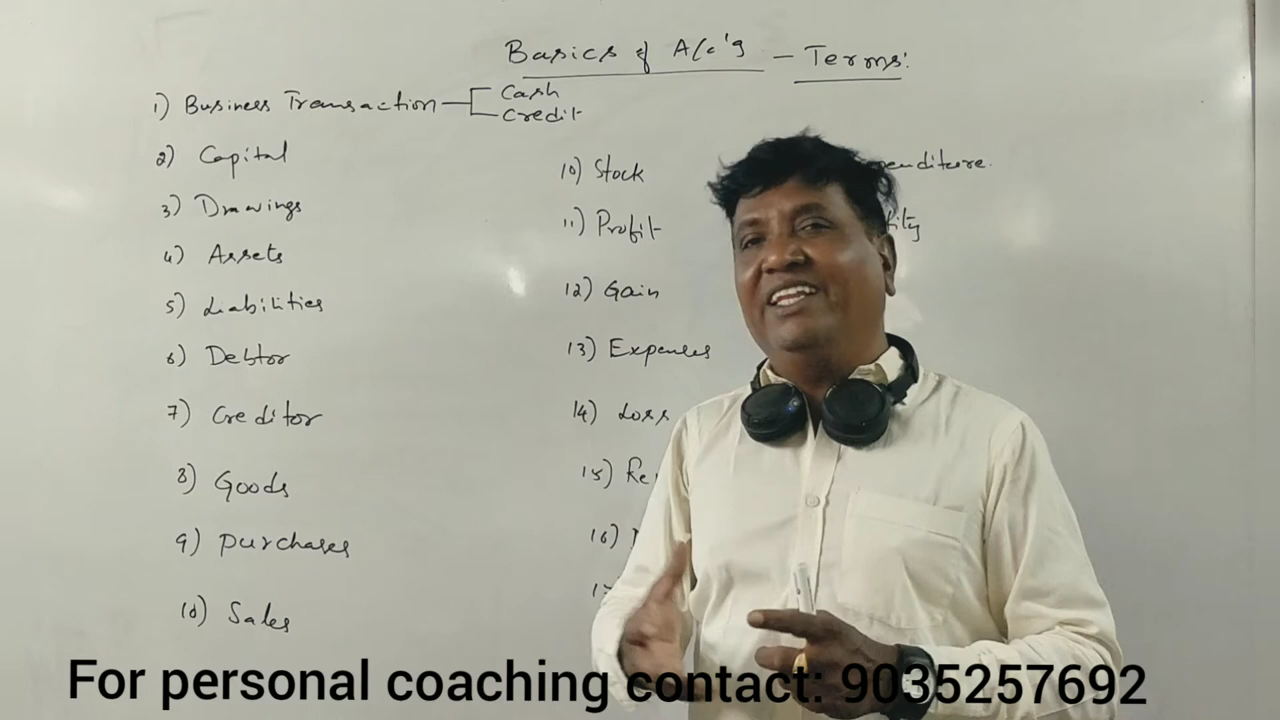 Basics of A/c'g - Terms:
1) Business Transaction
Cash
Credit
2) Capital
3) Drawings
4) Assets
5) Liabilities
6) Debtor
7) Creditor
8) Goods
9) Purchases
10) Sales
10) Stock
11) Profit
12) Gain
13) Expenses
14) Loss
15)
16)
For personal coaching contact: 9035257692